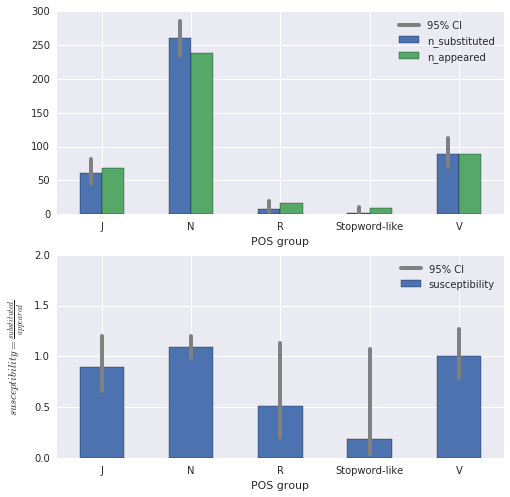 300
250
200
150
100
50
0
95% CI
n_substituted
n_appeared
J N R Stopword-like V
POS group
2.0
1.5
1.0
0.5
0.0
susceptibility = substituted / appeared
95% CI
susceptibility
J N R Stopword-like V
POS group